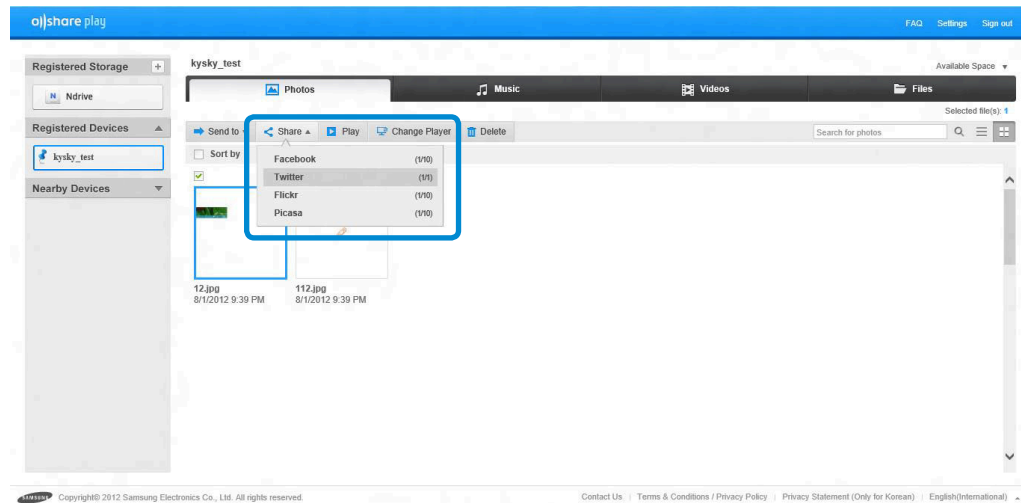 allshare play
FAQ Settings Sign out
Registered Storage +
Ndrive
Registered Devices
kysky_test
Nearby Devices
kysky_test
Available Space
Photos
Music
Videos
Files
Selected file(s): 1
Send to
Share
Play
Change Player
Delete
Search for photos
Sort by
Facebook (1/10)
Twitter (1/1)
Flickr (1/10)
Picasa (1/10)
12.jpg
8/1/2012 9:39 PM
112.jpg
8/1/2012 9:39 PM
SAMSUNG Copyright© 2012 Samsung Electronics Co., Ltd. All rights reserved.
Contact Us | Terms & Conditions / Privacy Policy | Privacy Statement (Only for Korean) | English(International)